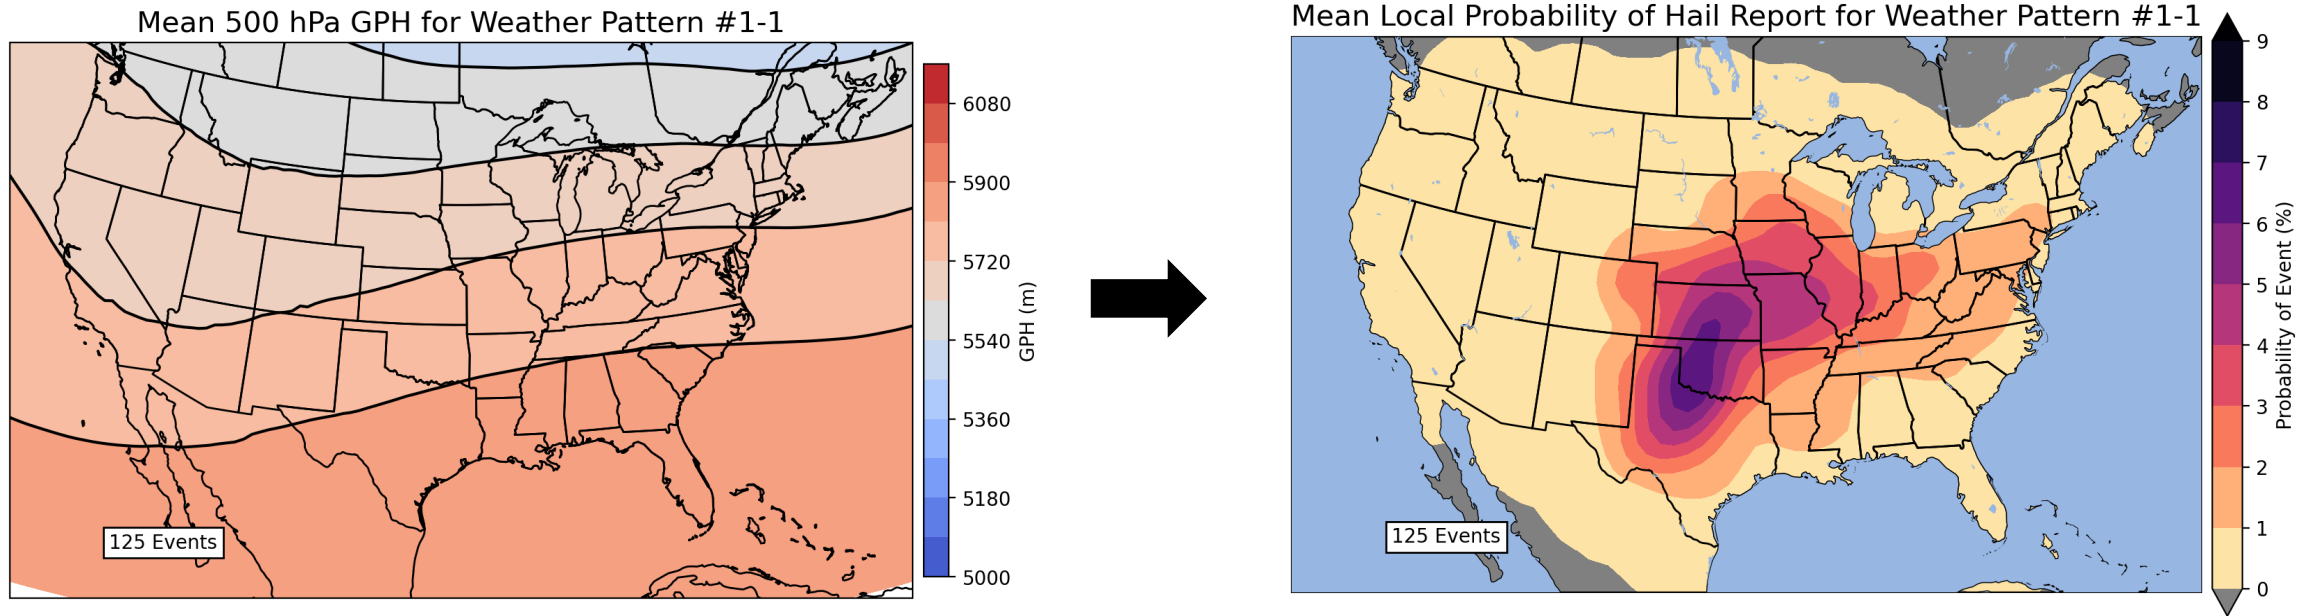 Mean 500 hPa GPH for Weather Pattern #1-1
6080
5900
5720
5540
5360
5180
5000
GPH (m)
125 Events
Mean Local Probability of Hail Report for Weather Pattern #1-1
9
8
7
6
5
4
3
2
1
0
Probability of Event (%)
125 Events